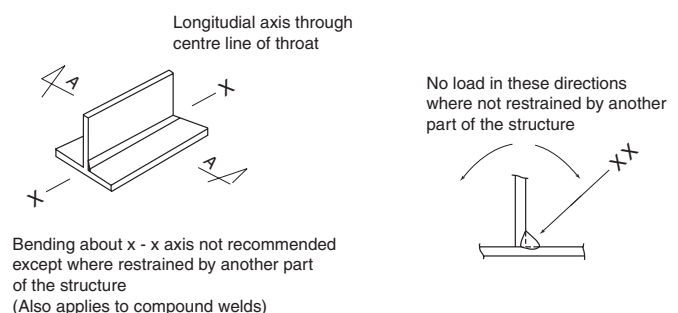 Longitudial axis through
centre line of throat
A
X
A
X
Bending about x - x axis not recommended
except where restrained by another part
of the structure
(Also applies to compound welds)
No load in these directions
where not restrained by another
part of the structure
XX